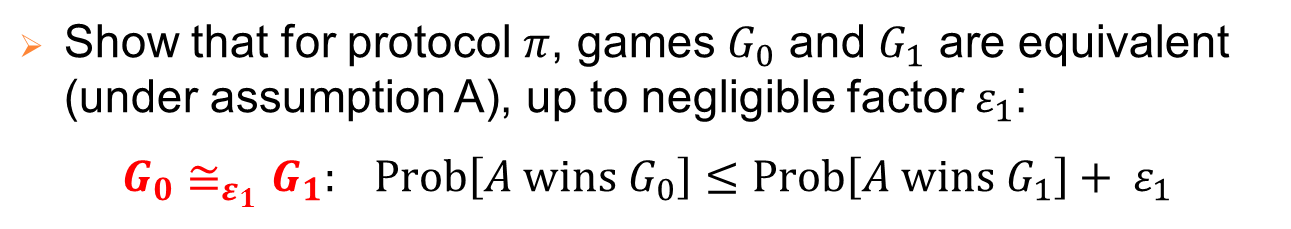 ➢ Show that for protocol π, games G₀ and G₁ are equivalent
(under assumption A), up to negligible factor ε₁:
G₀ ≅_ε₁ G₁: Prob[A wins G₀] ≤ Prob[A wins G₁] + ε₁